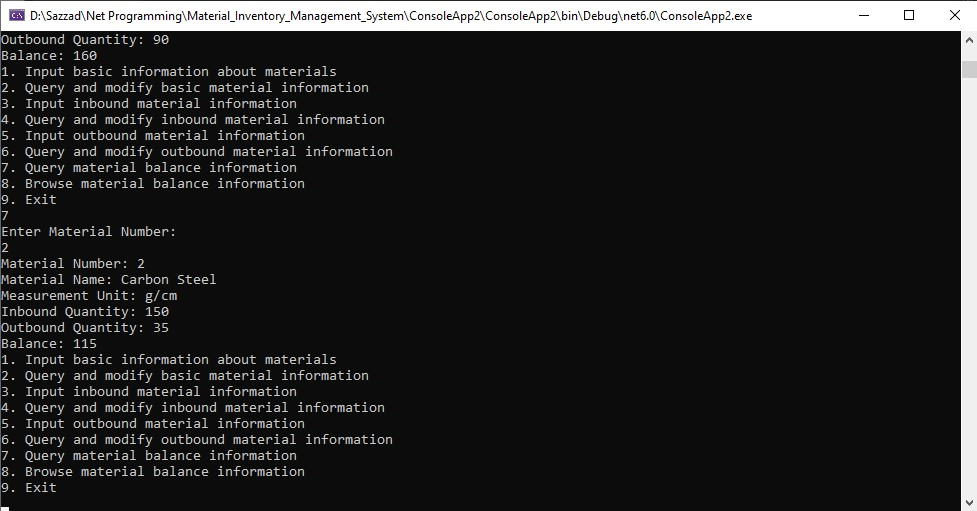 D:\Sazzad\Net Programming\Material_Inventory_Management_System\ConsoleApp2\ConsoleApp2\bin\Debug\net6.0\ConsoleApp2.exe
Outbound Quantity: 90
Balance: 160
1. Input basic information about materials
2. Query and modify basic material information
3. Input inbound material information
4. Query and modify inbound material information
5. Input outbound material information
6. Query and modify outbound material information
7. Query material balance information
8. Browse material balance information
9. Exit
7
Enter Material Number:
2
Material Number: 2
Material Name: Carbon Steel
Measurement Unit: g/cm
Inbound Quantity: 150
Outbound Quantity: 35
Balance: 115
1. Input basic information about materials
2. Query and modify basic material information
3. Input inbound material information
4. Query and modify inbound material information
5. Input outbound material information
6. Query and modify outbound material information
7. Query material balance information
8. Browse material balance information
9. Exit